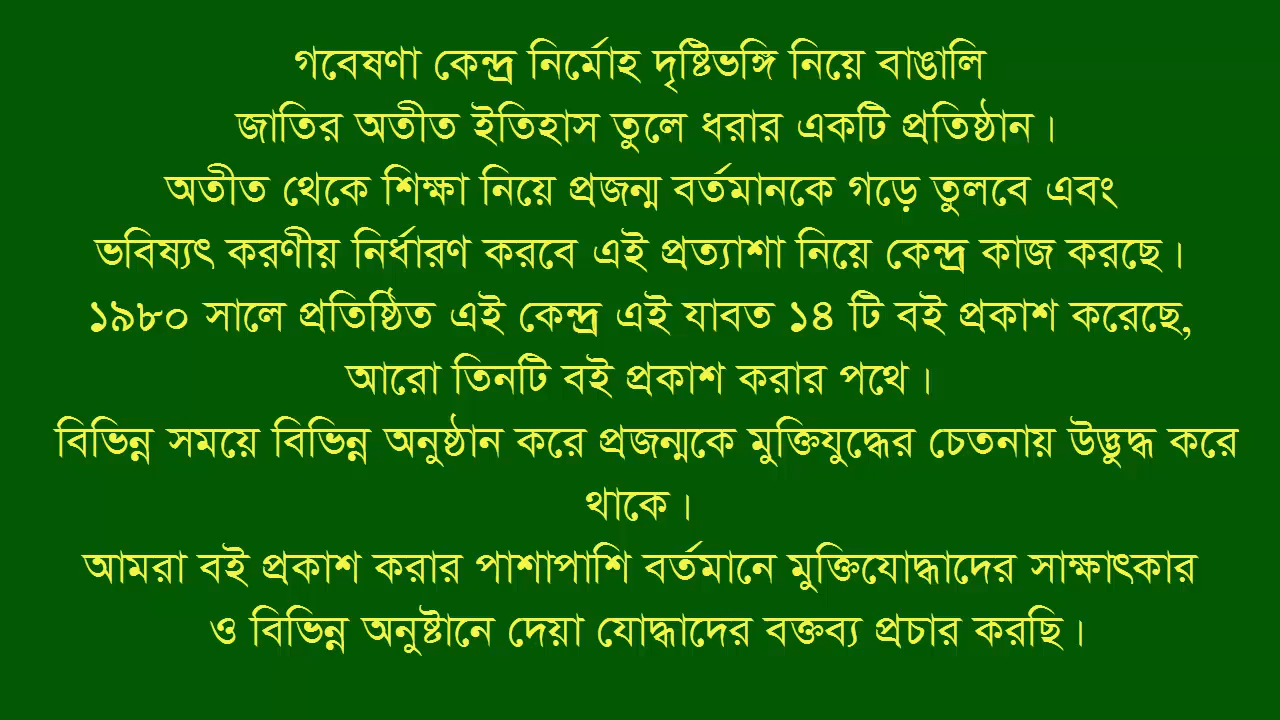 গবেষণা কেন্দ্র নির্মোহ দৃষ্টিভঙ্গি নিয়ে বাঙালি
জাতির অতীত ইতিহাস তুলে ধরার একটি প্রতিষ্ঠান।
অতীত থেকে শিক্ষা নিয়ে প্রজন্ম বর্তমানকে গড়ে তুলবে এবং
ভবিষ্যৎ করণীয় নির্ধারণ করবে এই প্রত্যাশা নিয়ে কেন্দ্র কাজ করছে।
১৯৮০ সালে প্রতিষ্ঠিত এই কেন্দ্র এই যাবত ১৪ টি বই প্রকাশ করেছে,
আরো তিনটি বই প্রকাশ করার পথে।
বিভিন্ন সময়ে বিভিন্ন অনুষ্ঠান করে প্রজন্মকে মুক্তিযুদ্ধের চেতনায় উদ্ভুদ্ধ করে
থাকে।
আমরা বই প্রকাশ করার পাশাপাশি বর্তমানে মুক্তিযোদ্ধাদের সাক্ষাৎকার
ও বিভিন্ন অনুষ্টানে দেয়া যোদ্ধাদের বক্তব্য প্রচার করছি।